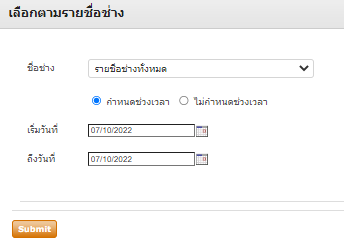 เลือกตามรายชื่อช่าง
ชื่อช่าง รายชื่อช่างทั้งหมด
กำหนดช่วงเวลา ไม่กำหนดช่วงเวลา
เริ่มวันที่ 07/10/2022
ถึงวันที่ 07/10/2022
Submit